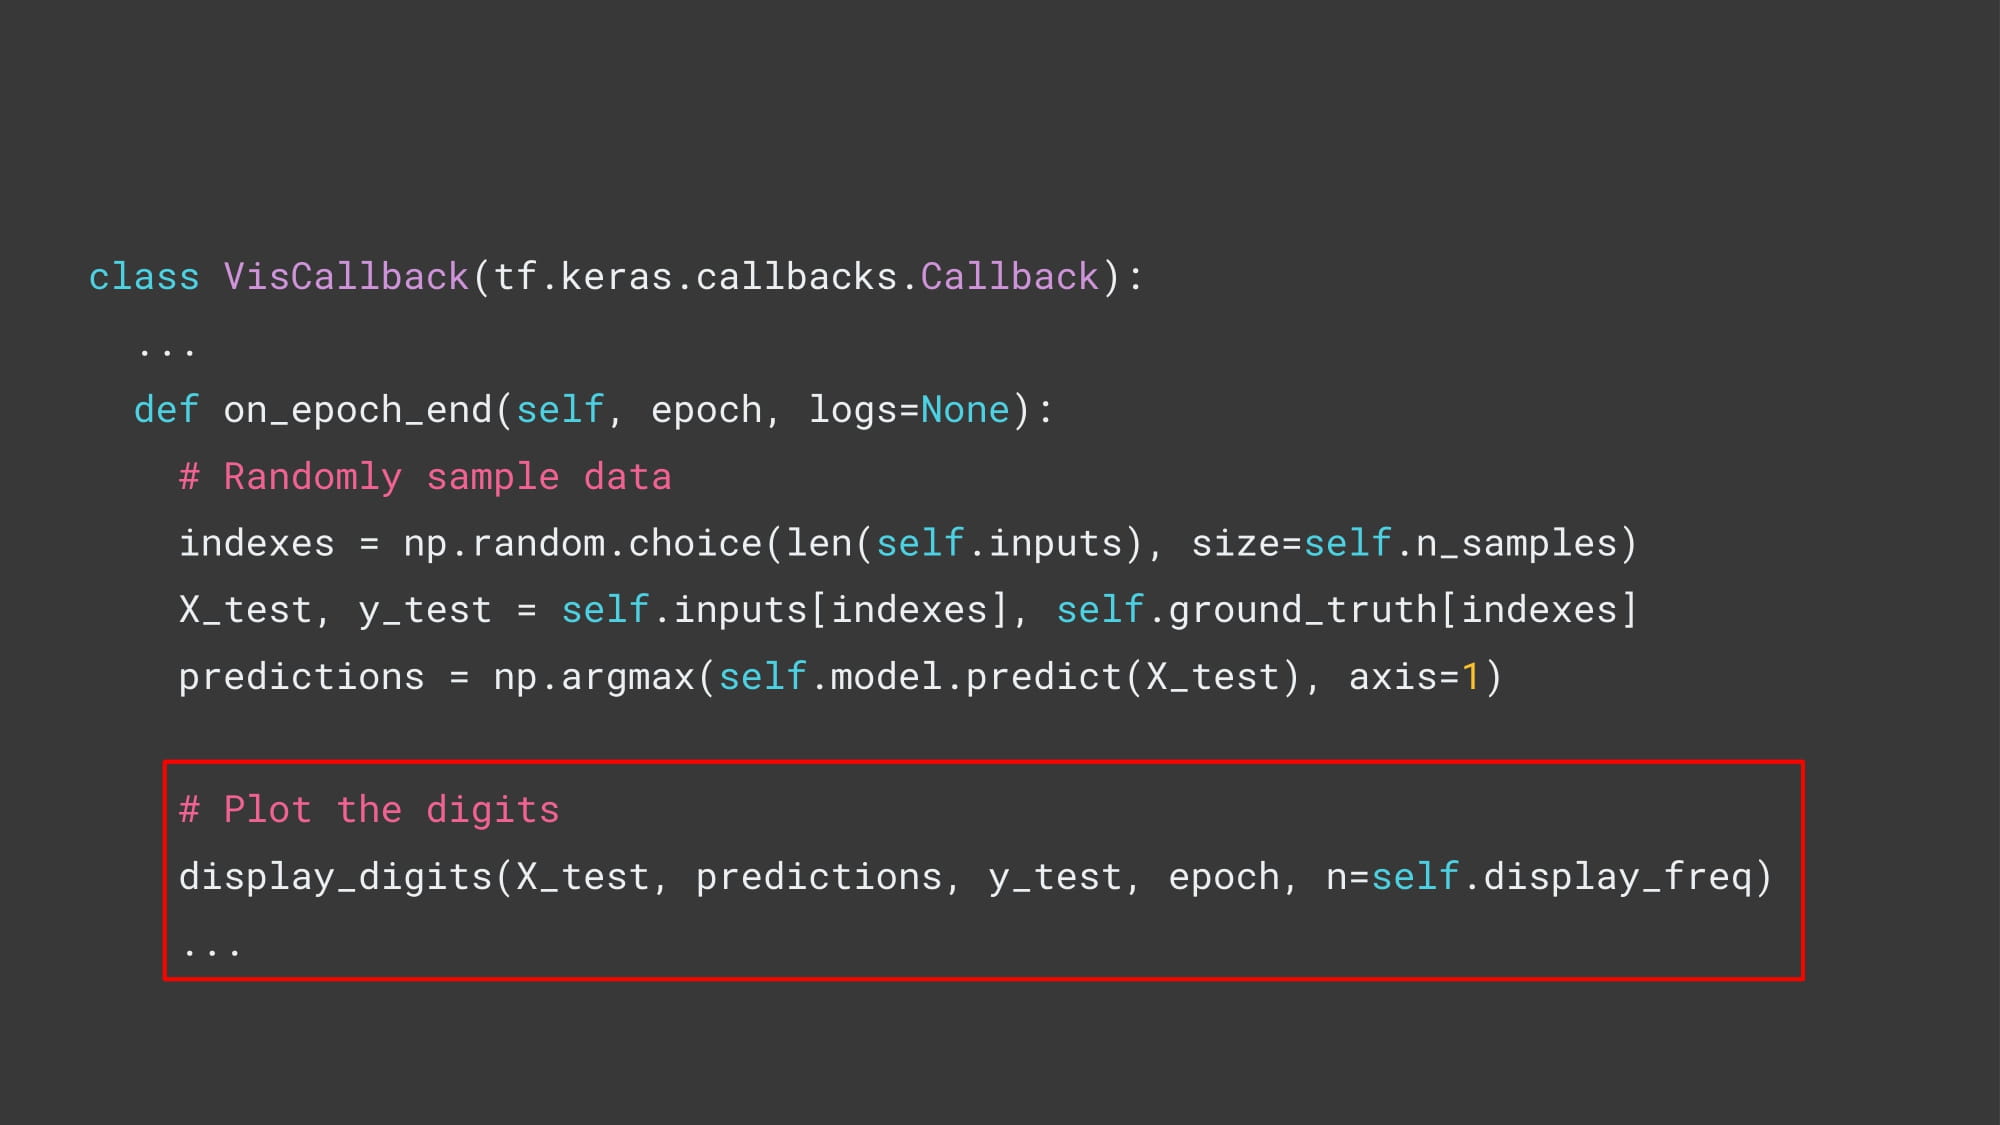 class VisCallback(tf.keras.callbacks.Callback):
  ...
  def on_epoch_end(self, epoch, logs=None):
    # Randomly sample data
    indexes = np.random.choice(len(self.inputs), size=self.n_samples)
    X_test, y_test = self.inputs[indexes], self.ground_truth[indexes]
    predictions = np.argmax(self.model.predict(X_test), axis=1)
    # Plot the digits
    display_digits(X_test, predictions, y_test, epoch, n=self.display_freq)
    ...